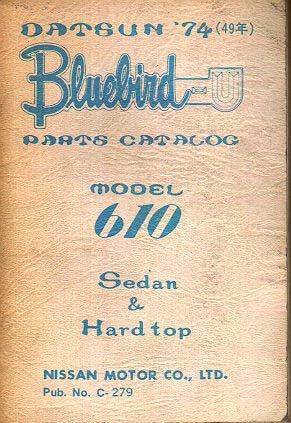 DATSUN '74 (49年)
Bluebird-U
PARTS CATALOG
MODEL
610
Sedan
&
Hardtop
NISSAN MOTOR CO., LTD.
Pub. No. C-279